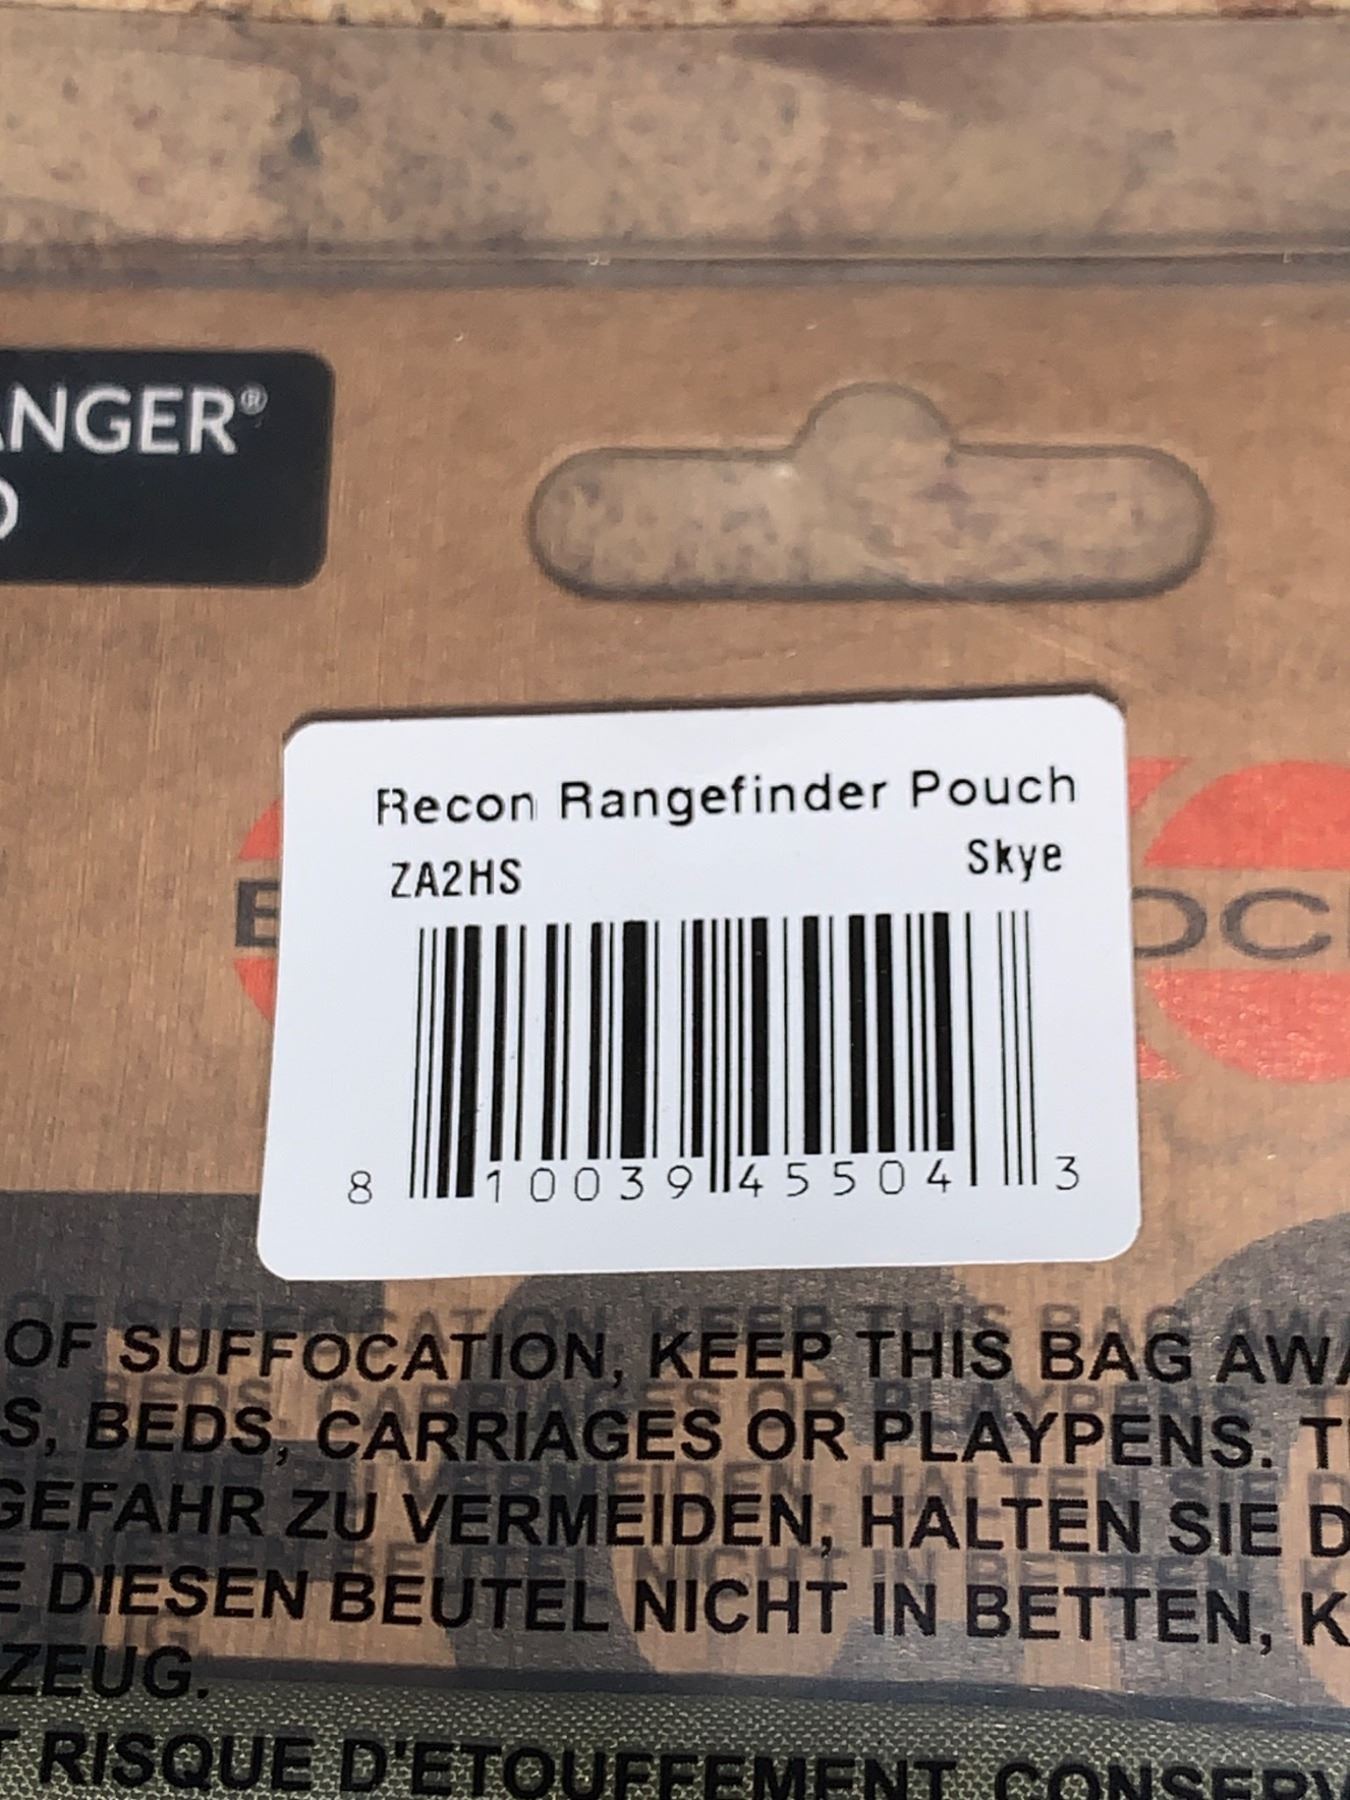 ANGER®
Recon Rangefinder Pouch
ZA2HS Skye
8 10039 45504 3
OF SUFFOCATION, KEEP THIS BAG
S, BEDS, CARRIAGES OR PLAYPENS.
GEFAHR ZU VERMEIDEN, HALTEN SIE
DIESEN BEUTEL NICHT IN BETTEN,
ZEUG.
RISQUE D'ETOUFFEMENT CONSERV